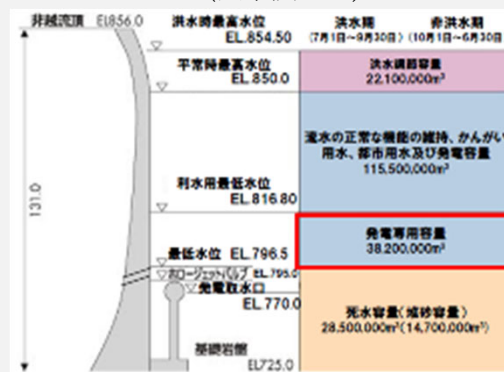 非越流頂 EL856.0
洪水時最高水位
EL.854.50
洪水期
(7月1日~9月30日)
非洪水期
(10月1日~6月30日)
平常時最高水位
EL.850.0
洪水調節容量
22,100,000m³
流水の正常な機能の維持、かんがい
用水、都市用水及び発電容量
115,500,000m³
利水用最低水位
EL.816.80
131.0
発電専用容量
38,200,000m³
最低水位 EL.796.5
ホロージェットバルブ EL.795.0
発電取水口
EL.770.0
死水容量(堆砂容量)
28,500,000m³(14,700,000m³)
基礎岩盤
EL725.0